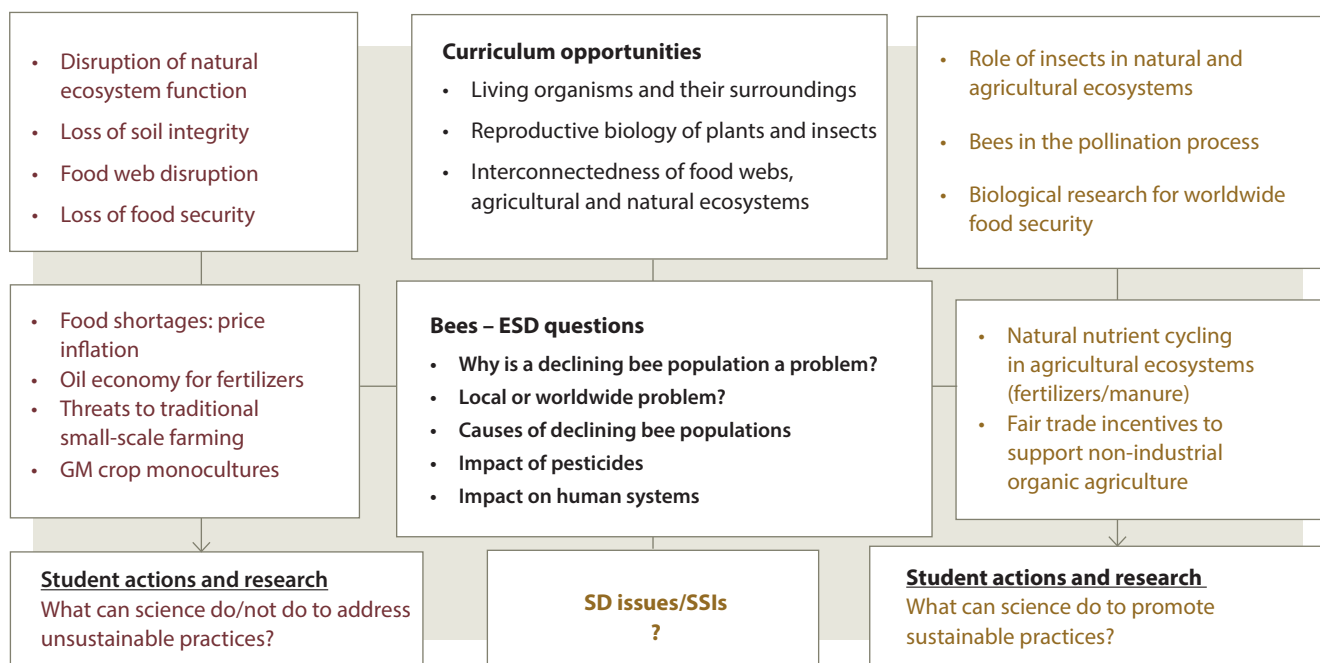 • Disruption of natural
ecosystem function
• Loss of soil integrity
• Food web disruption
• Loss of food security
Curriculum opportunities
• Living organisms and their surroundings
• Reproductive biology of plants and insects
• Interconnectedness of food webs,
agricultural and natural ecosystems
• Role of insects in natural and
agricultural ecosystems
• Bees in the pollination process
• Biological research for worldwide
food security
• Food shortages: price
inflation
• Oil economy for fertilizers
• Threats to traditional
small-scale farming
• GM crop monocultures
Bees – ESD questions
• Why is a declining bee population a problem?
• Local or worldwide problem?
• Causes of declining bee populations
• Impact of pesticides
• Impact on human systems
• Natural nutrient cycling
in agricultural ecosystems
(fertilizers/manure)
• Fair trade incentives to
support non-industrial
organic agriculture
Student actions and research
What can science do/not do to address
unsustainable practices?
SD issues/SSIs
?
Student actions and research
What can science do to promote
sustainable practices?